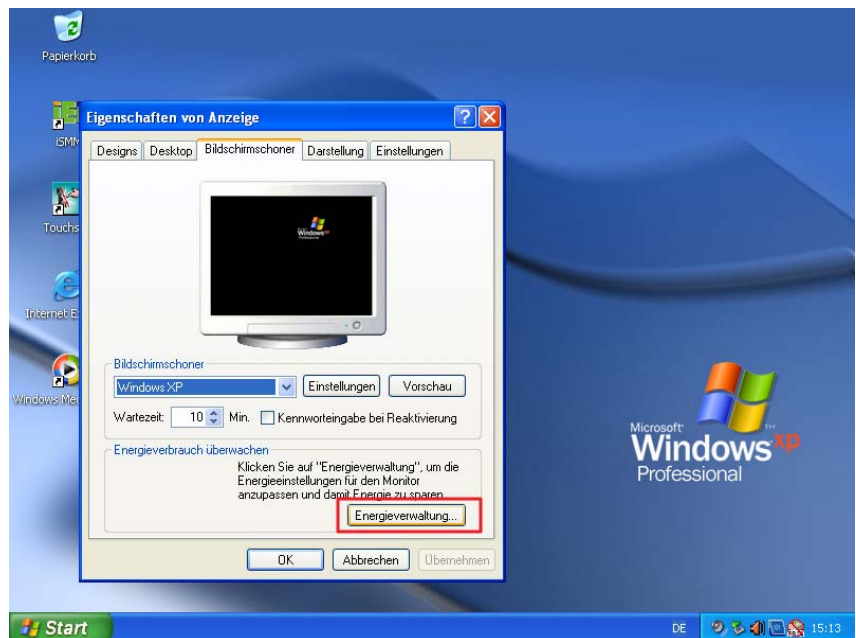 Papierkorb
Eigenschaften von Anzeige
iSMM
Designs Desktop Bildschirmschoner Darstellung Einstellungen
Touchs
Windows
Internet E
Bildschirmschoner
Windows XP Einstellungen Vorschau
Windows Med
Wartezeit: 10 Min. Kennworteingabe bei Reaktivierung
Energieverbrauch überwachen
Klicken Sie auf "Energieverwaltung", um die
Energieeinstellungen für den Monitor
anzupassen und damit Energie zu sparen
Energieverwaltung...
OK Abbrechen Übernehmen
Microsoft
Windows xp
Professional
Start DE 15:13